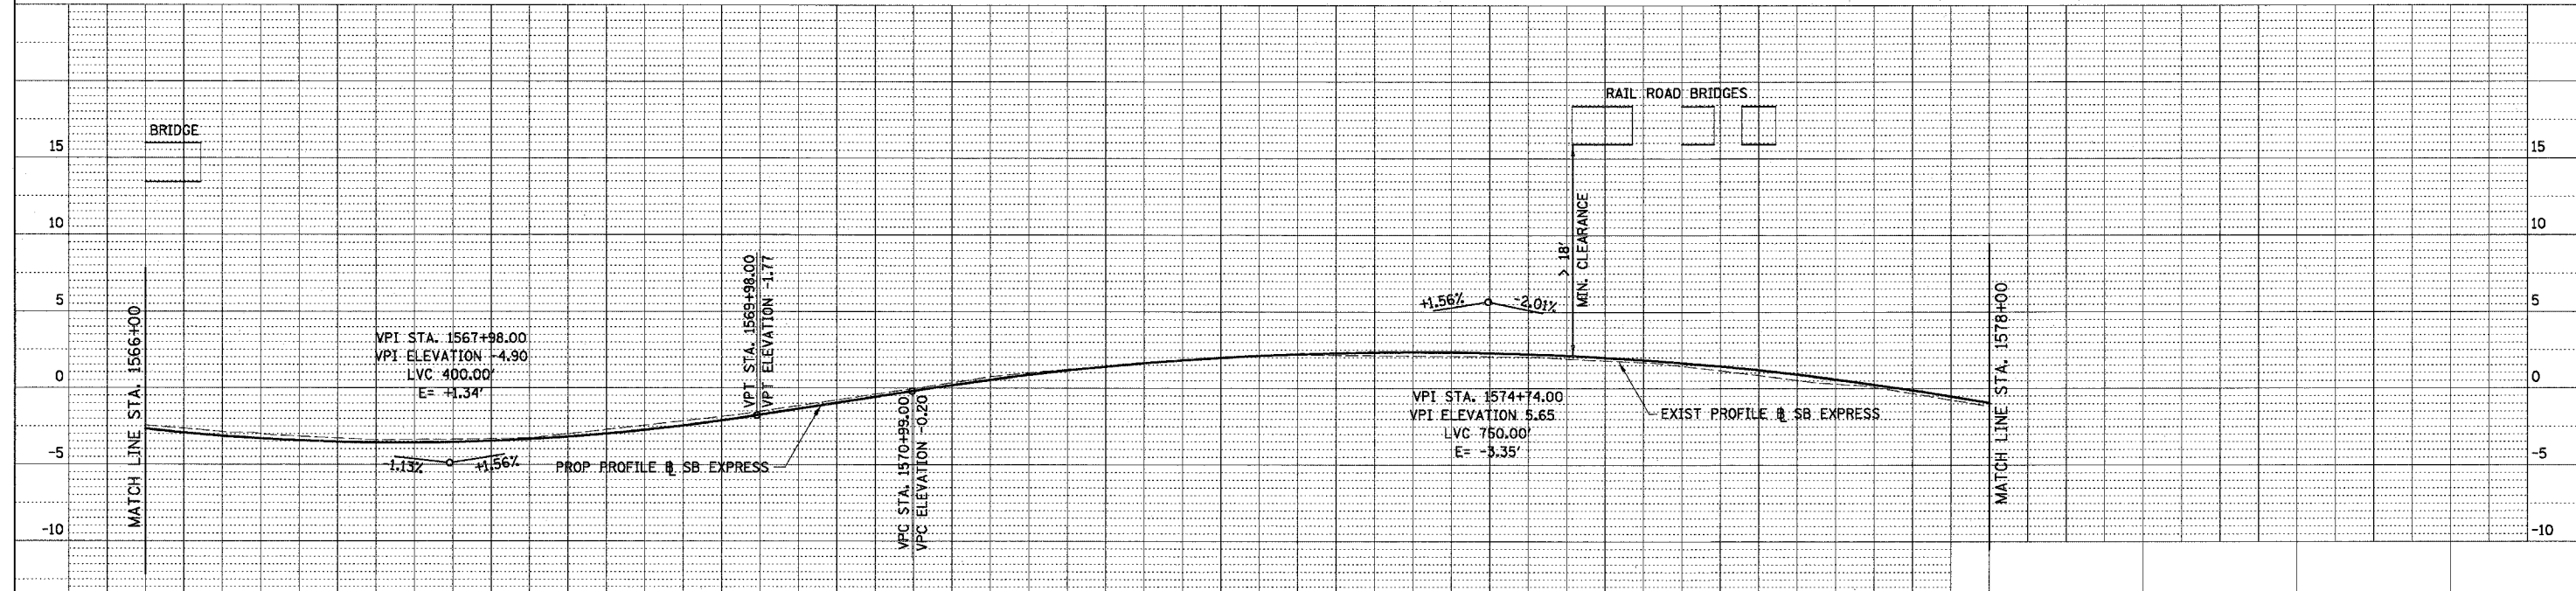 RAIL ROAD BRIDGES
BRIDGE
15
15
10
10
5
5
0
0
-5
-5
-10
-10
MATCH LINE STA. 1566+00
VPI STA. 1567+98.00
VPI ELEVATION -4.90
LVC 400.00'
E= +1.34'
-1.13%
+1.56%
PROP PROFILE ⅊ SB EXPRESS
VPT STA. 1569+98.00
VPT ELEVATION -1.77
VPC STA. 1570+99.00
VPC ELEVATION -0.20
+1.56%
-2.01%
> 18'
MIN. CLEARANCE
VPI STA. 1574+74.00
VPI ELEVATION 5.65
LVC 750.00'
E= -3.35'
EXIST PROFILE ⅊ SB EXPRESS
MATCH LINE STA. 1578+00